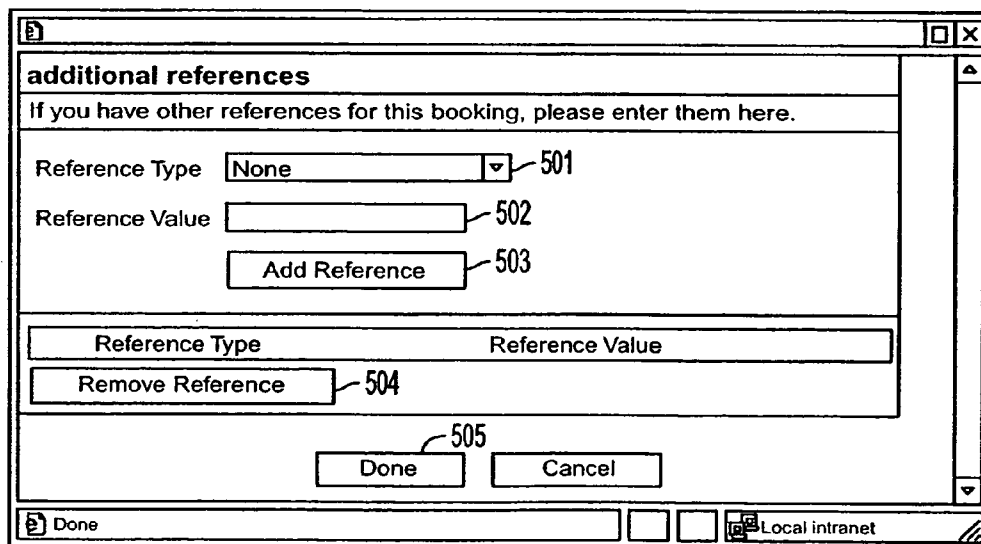 additional references
If you have other references for this booking, please enter them here.
Reference Type None 501
Reference Value 502
Add Reference 503
Reference Type Reference Value
Remove Reference 504
505
Done Cancel
Done Local intranet